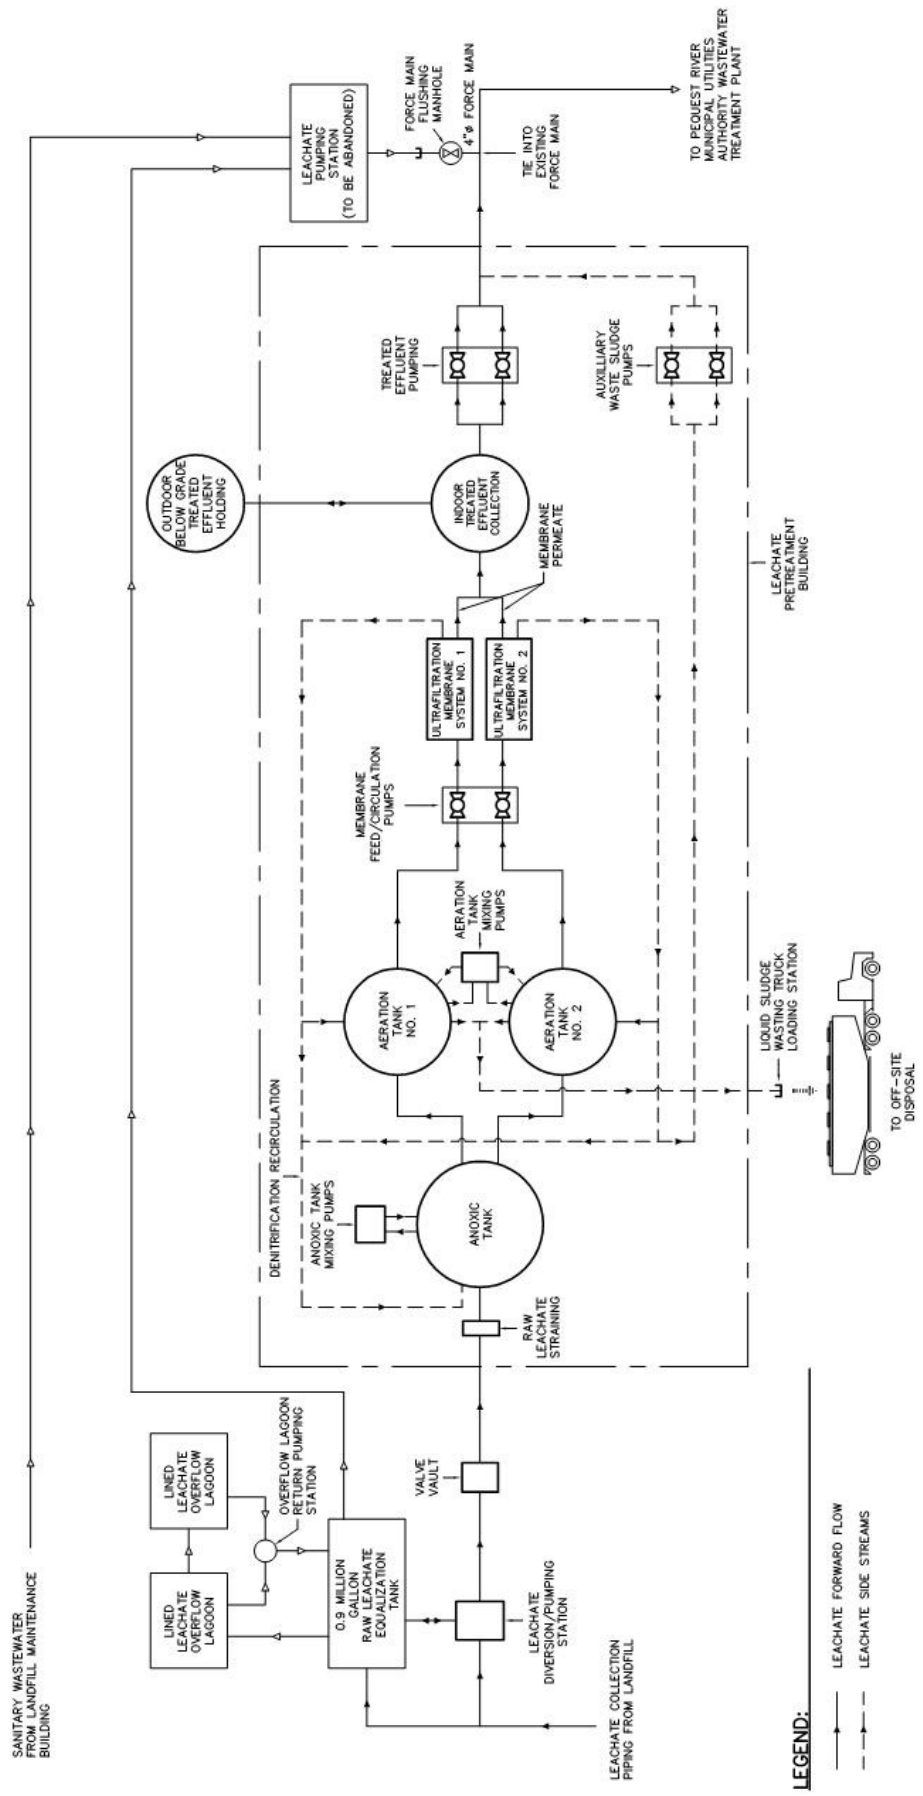 SANITARY WASTEWATER
FROM LANDFILL MAINTENANCE
BUILDING
LINED
LEACHATE
OVERFLOW
LAGOON
LINED
LEACHATE
OVERFLOW
LAGOON
OVERFLOW LAGOON
RETURN PUMPING
STATION
0.9 MILLION
GALLON
RAW LEACHATE
EQUALIZATION
TANK
LEACHATE
DIVERSION/PUMPING
STATION
LEACHATE COLLECTION
PIPING FROM LANDFILL
VALVE
VAULT
RAW
LEACHATE
STRAINING
DENITRIFICATION RECIRCULATION
ANOXIC TANK
MIXING PUMPS
ANOXIC
TANK
AERATION
TANK
NO. 1
AERATION
TANK
NO. 2
AERATION
TANK
MIXING
PUMPS
MEMBRANE
FEED/CIRCULATION
PUMPS
ULTRAFILTRATION
MEMBRANE
SYSTEM NO. 1
ULTRAFILTRATION
MEMBRANE
SYSTEM NO. 2
MEMBRANE
PERMEATE
OUTDOOR
BELOW GRADE
TREATED
EFFLUENT
HOLDING
INDOOR
TREATED
EFFLUENT
COLLECTION
TREATED
EFFLUENT
PUMPING
AUXILLIARY
WASTE SLUDGE
PUMPS
LEACHATE
PRETREATMENT
BUILDING
LIQUID SLUDGE
WASTING TRUCK
LOADING STATION
TO OFF-SITE
DISPOSAL
LEACHATE
PUMPING
STATION
(TO BE ABANDONED)
FORCE MAIN
FLUSHING
MANHOLE
4"ø FORCE MAIN
TIE INTO
EXISTING
FORCE MAIN
TO PEQUEST RIVER
MUNICIPAL UTILITIES
AUTHORITY WASTEWATER
TREATMENT PLANT
LEGEND:
LEACHATE FORWARD FLOW
LEACHATE SIDE STREAMS